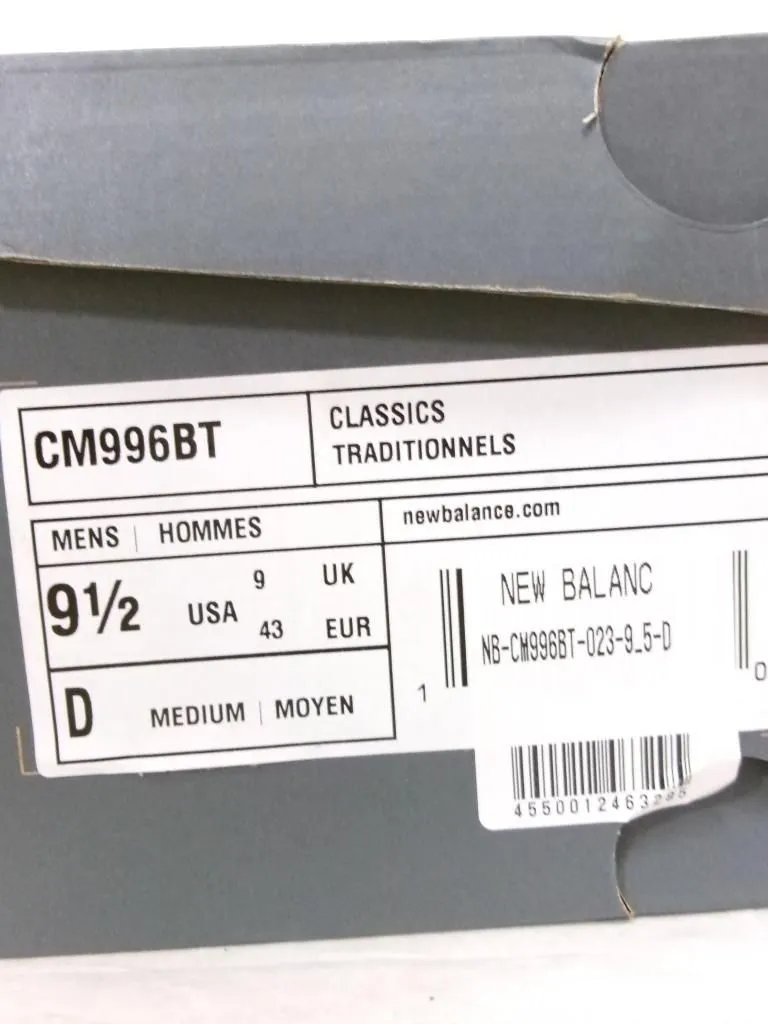 CM996BT
CLASSICS
TRADITIONNELS
MENS | HOMMES
newbalance.com
9½ USA
9 UK
43 EUR
D MEDIUM | MOYEN
1
0
NEW BALANC
NB-CM996BT-023-9_5-D